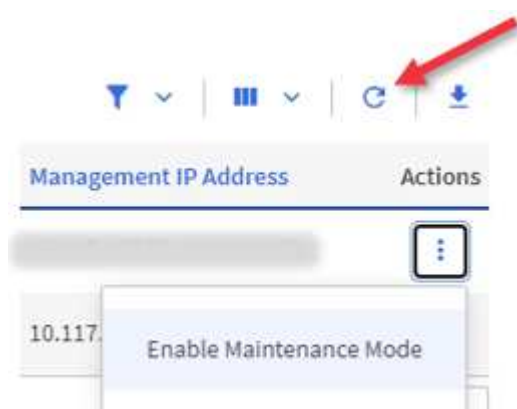 Management IP Address Actions
10.117.
Enable Maintenance Mode